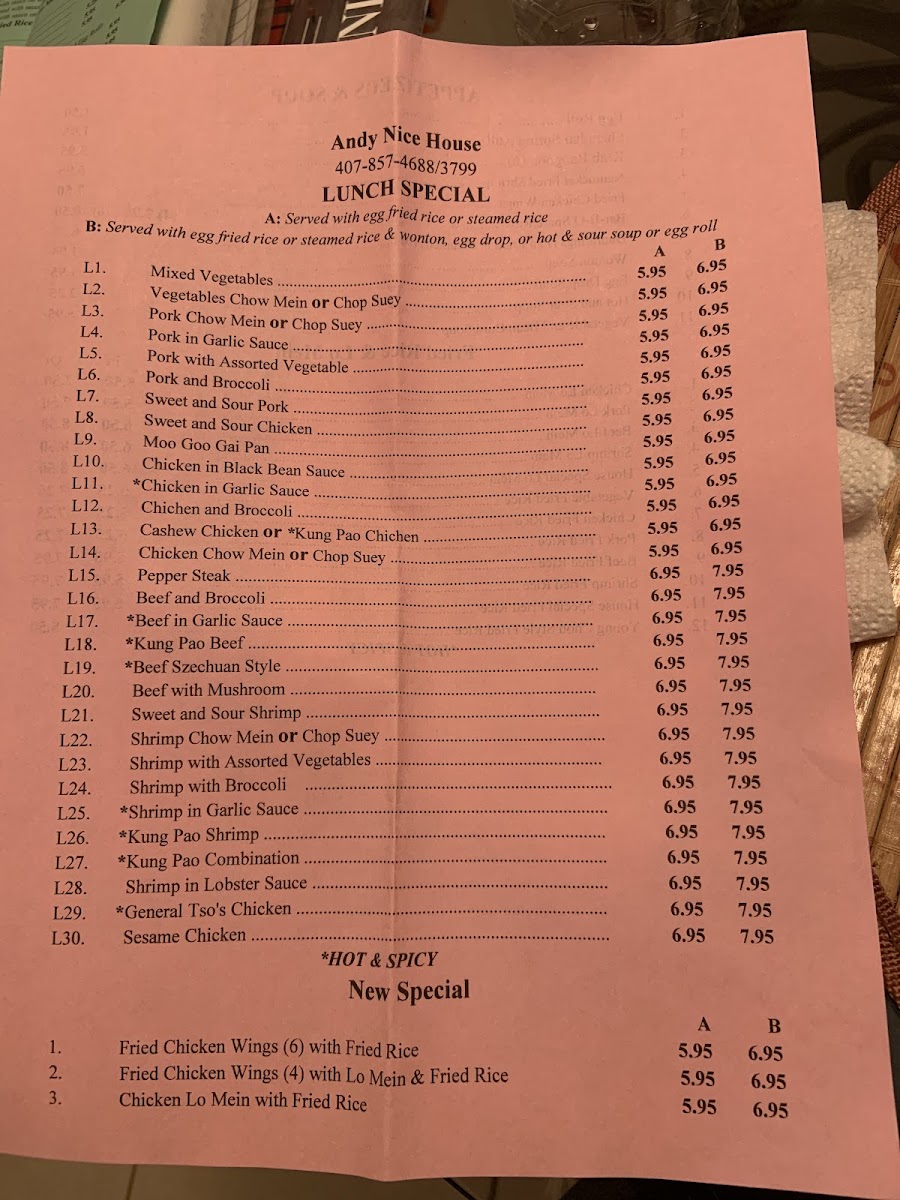 Andy Nice House
407-857-4688/3799
LUNCH SPECIAL
A: Served with egg fried rice or steamed rice
B: Served with egg fried rice or steamed rice & wonton, egg drop, or hot & sour soup or egg roll
A B
L1. Mixed Vegetables 5.95 6.95
L2. Vegetables Chow Mein or Chop Suey 5.95 6.95
L3. Pork Chow Mein or Chop Suey 5.95 6.95
L4. Pork in Garlic Sauce 5.95 6.95
L5. Pork with Assorted Vegetable 5.95 6.95
L6. Pork and Broccoli 5.95 6.95
L7. Sweet and Sour Pork 5.95 6.95
L8. Sweet and Sour Chicken 5.95 6.95
L9. Moo Goo Gai Pan 5.95 6.95
L10. Chicken in Black Bean Sauce 5.95 6.95
L11. *Chicken in Garlic Sauce 5.95 6.95
L12. Chichen and Broccoli 5.95 6.95
L13. Cashew Chicken or *Kung Pao Chichen 5.95 6.95
L14. Chicken Chow Mein or Chop Suey 5.95 6.95
L15. Pepper Steak 6.95 7.95
L16. Beef and Broccoli 6.95 7.95
L17. *Beef in Garlic Sauce 6.95 7.95
L18. *Kung Pao Beef 6.95 7.95
L19. *Beef Szechuan Style 6.95 7.95
L20. Beef with Mushroom 6.95 7.95
L21. Sweet and Sour Shrimp 6.95 7.95
L22. Shrimp Chow Mein or Chop Suey 6.95 7.95
L23. Shrimp with Assorted Vegetables 6.95 7.95
L24. Shrimp with Broccoli 6.95 7.95
L25. *Shrimp in Garlic Sauce 6.95 7.95
L26. *Kung Pao Shrimp 6.95 7.95
L27. *Kung Pao Combination 6.95 7.95
L28. Shrimp in Lobster Sauce 6.95 7.95
L29. *General Tso's Chicken 6.95 7.95
L30. Sesame Chicken 6.95 7.95
*HOT & SPICY
New Special
A B
1. Fried Chicken Wings (6) with Fried Rice 5.95 6.95
2. Fried Chicken Wings (4) with Lo Mein & Fried Rice 5.95 6.95
3. Chicken Lo Mein with Fried Rice 5.95 6.95